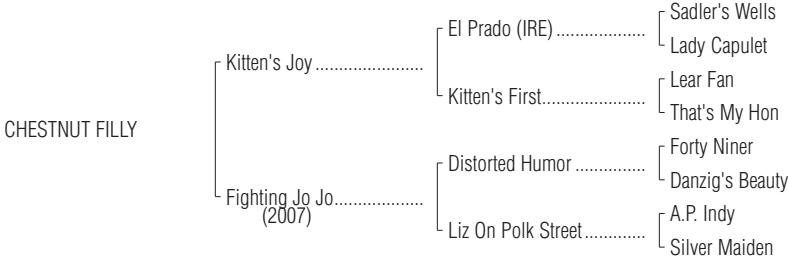 Sadler's Wells
El Prado (IRE)...................
Lady Capulet
Kitten's Joy.......................
Lear Fan
Kitten's First......................
That's My Hon
CHESTNUT FILLY
Forty Niner
Distorted Humor...............
Danzig's Beauty
Fighting Jo Jo...................
(2007)
A.P. Indy
Liz On Polk Street.............
Silver Maiden